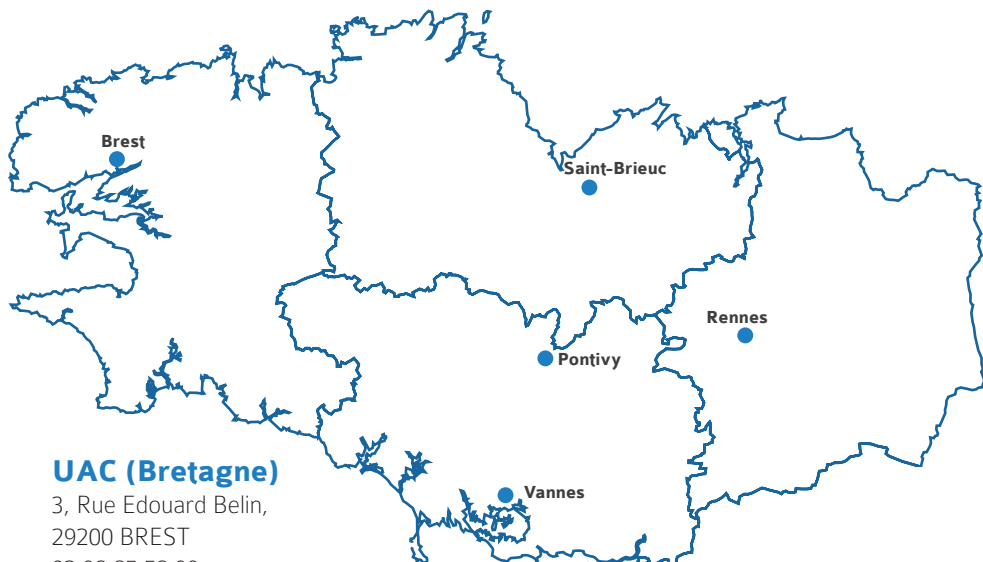 Brest
Saint-Brieuc
Rennes
Pontivy
Vannes
UAC (Bretagne)
3, Rue Edouard Belin,
29200 BREST